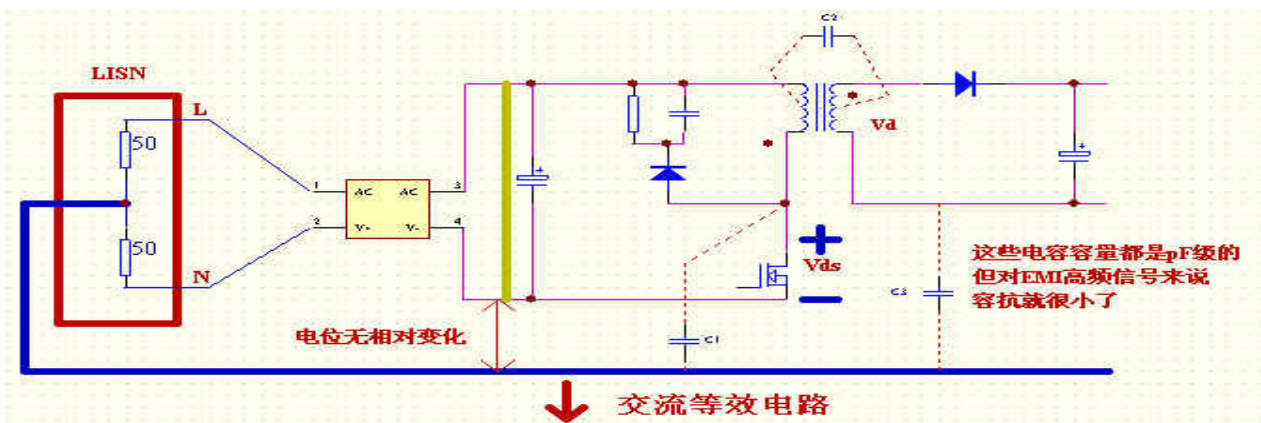 C2
LISN
L
50
Vd
1
AC
AC
3
2
V+
V-
4
50
N
Vds
这些电容容量都是pF级的
但对EMI高频信号来说
容抗就很小了
C3
电位无相对变化
C1
交流等效电路